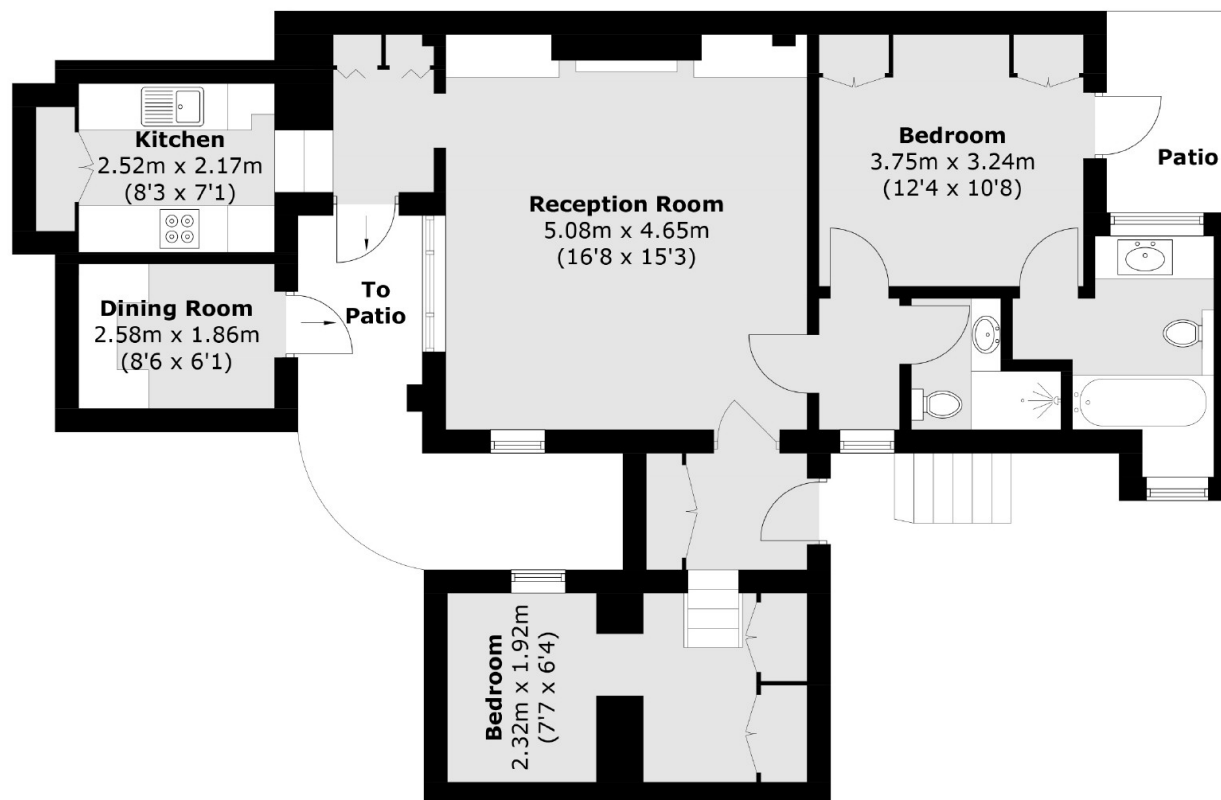 Kitchen
2.52m x 2.17m
(8'3 x 7'1)
Bedroom
3.75m x 3.24m
(12'4 x 10'8)
Patio
Reception Room
5.08m x 4.65m
(16'8 x 15'3)
Dining Room
2.58m x 1.86m
(8'6 x 6'1)
To
Patio
Bedroom
2.32m x 1.92m
(7'7 x 6'4)